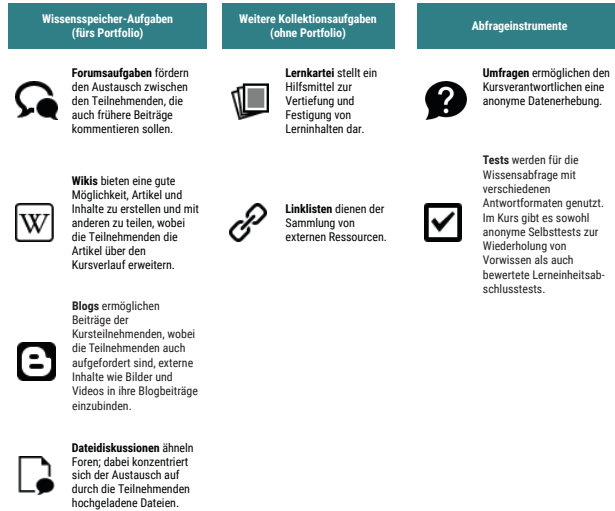 Wissensspeicher-Aufgaben
(fürs Portfolio)
Forumsaufgaben fördern
den Austausch zwischen
den Teilnehmenden, die
auch frühere Beiträge
kommentieren sollen.
W
Wikis bieten eine gute
Möglichkeit, Artikel und
Inhalte zu erstellen und mit
anderen zu teilen, wobei
die Teilnehmenden die
Artikel über den
Kursverlauf erweitern.
Blogs ermöglichen
Beiträge der
Kursteilnehmenden, wobei
die Teilnehmenden auch
aufgefordert sind, externe
Inhalte wie Bilder und
Videos in ihre Blogbeiträge
einzubinden.
Dateidiskussionen ähneln
Foren; dabei konzentriert
sich der Austausch auf
durch die Teilnehmenden
hochgeladene Dateien.
Weitere Kollektionsaufgaben
(ohne Portfolio)
Lernkartei stellt ein
Hilfsmittel zur
Vertiefung und
Festigung von
Lerninhalten dar.
Linklisten dienen der
Sammlung von
externen Ressourcen.
Abfrageinstrumente
?
Umfragen ermöglichen den
Kursverantwortlichen eine
anonyme Datenerhebung.
Tests werden für die
Wissensabfrage mit
verschiedenen
Antwortformaten genutzt.
Im Kurs gibt es sowohl
anonyme Selbsttests zur
Wiederholung von
Vorwissen als auch
bewertete Lerneinheitsab-
schlusstests.